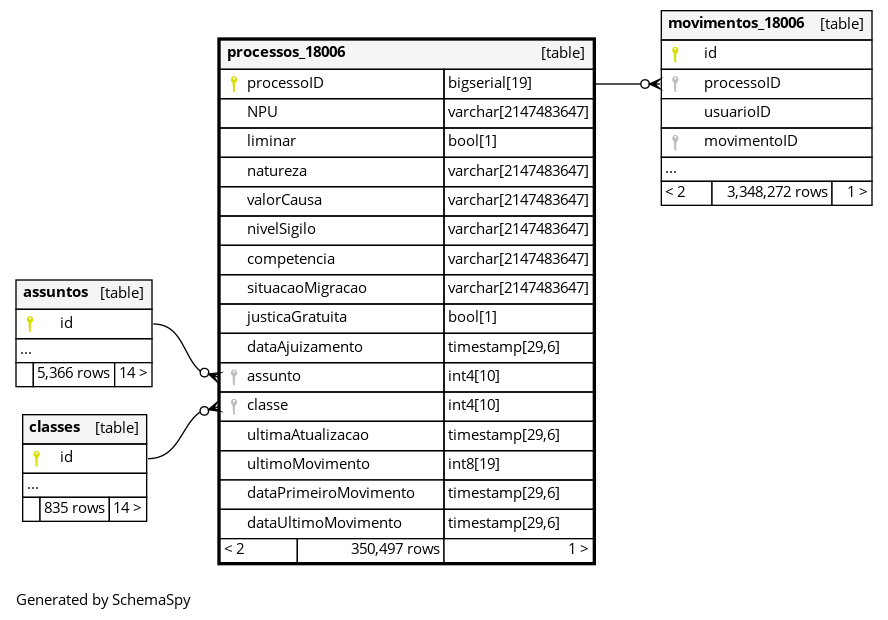 movimentos_18006 [table]
id
processoID
usuarioID
movimentoID
...
< 2 3,348,272 rows 1 >
processos_18006 [table]
processoID bigserial[19]
NPU varchar[2147483647]
liminar bool[1]
natureza varchar[2147483647]
valorCausa varchar[2147483647]
nivelSigilo varchar[2147483647]
competencia varchar[2147483647]
situacaoMigracao varchar[2147483647]
justicaGratuita bool[1]
dataAjuizamento timestamp[29,6]
assunto int4[10]
classe int4[10]
ultimaAtualizacao timestamp[29,6]
ultimoMovimento int8[19]
dataPrimeiroMovimento timestamp[29,6]
dataUltimoMovimento timestamp[29,6]
< 2 350,497 rows 1 >
assuntos [table]
id
...
5,366 rows 14 >
classes [table]
id
...
835 rows 14 >
Generated by SchemaSpy